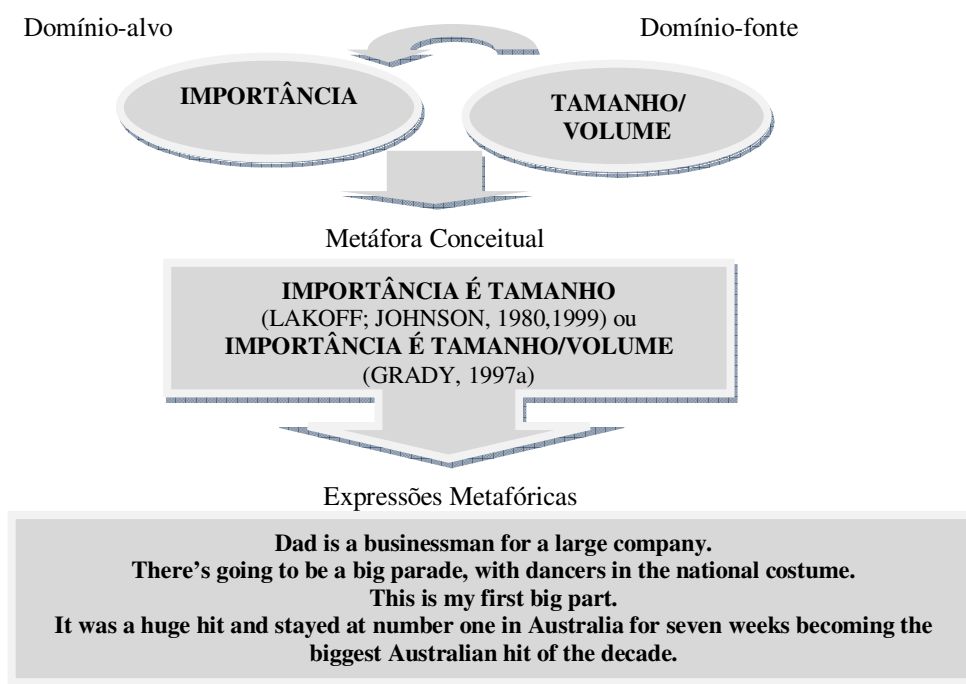 Domínio-alvo
Domínio-fonte
IMPORTÂNCIA
TAMANHO/
VOLUME
Metáfora Conceitual
IMPORTÂNCIA É TAMANHO
(LAKOFF; JOHNSON, 1980,1999) ou
IMPORTÂNCIA É TAMANHO/VOLUME
(GRADY, 1997a)
Expressões Metafóricas
Dad is a businessman for a large company.
There’s going to be a big parade, with dancers in the national costume.
This is my first big part.
It was a huge hit and stayed at number one in Australia for seven weeks becoming the
biggest Australian hit of the decade.